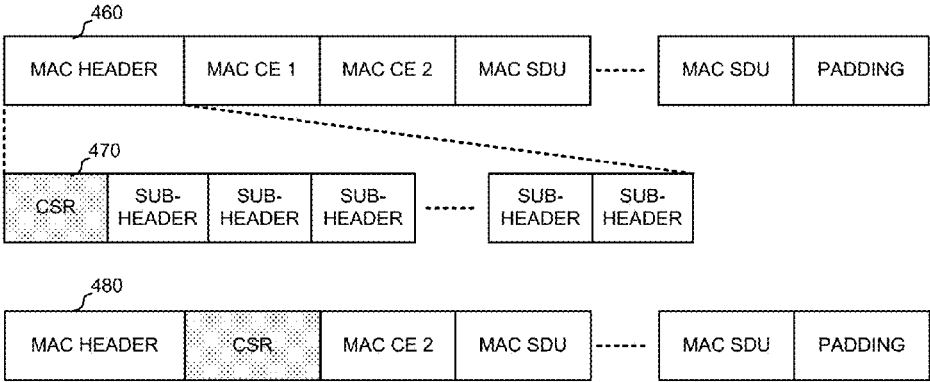 460
MAC HEADER MAC CE 1 MAC CE 2 MAC SDU MAC SDU PADDING
470
CSR SUB-HEADER SUB-HEADER SUB-HEADER SUB-HEADER SUB-HEADER
480
MAC HEADER CSR MAC CE 2 MAC SDU MAC SDU PADDING